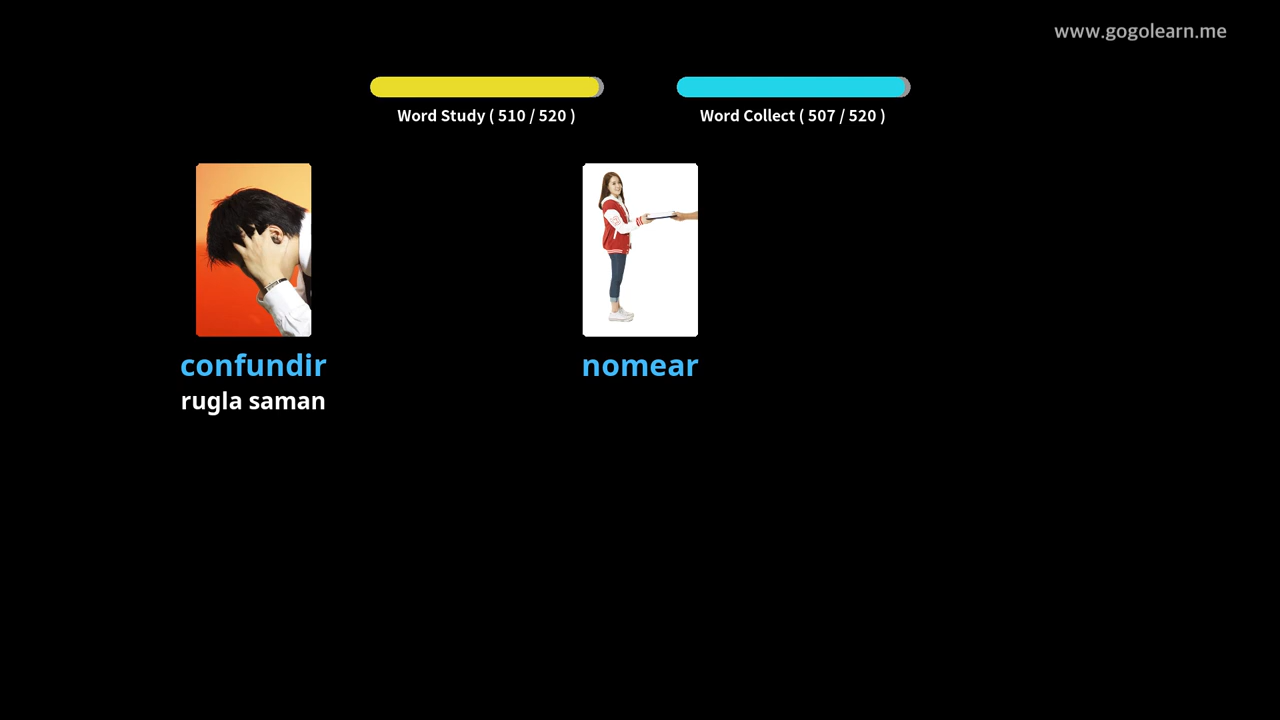 www.gogolearn.me
Word Study ( 510 / 520 )
Word Collect ( 507 / 520 )
confundir
nomear
rugla saman